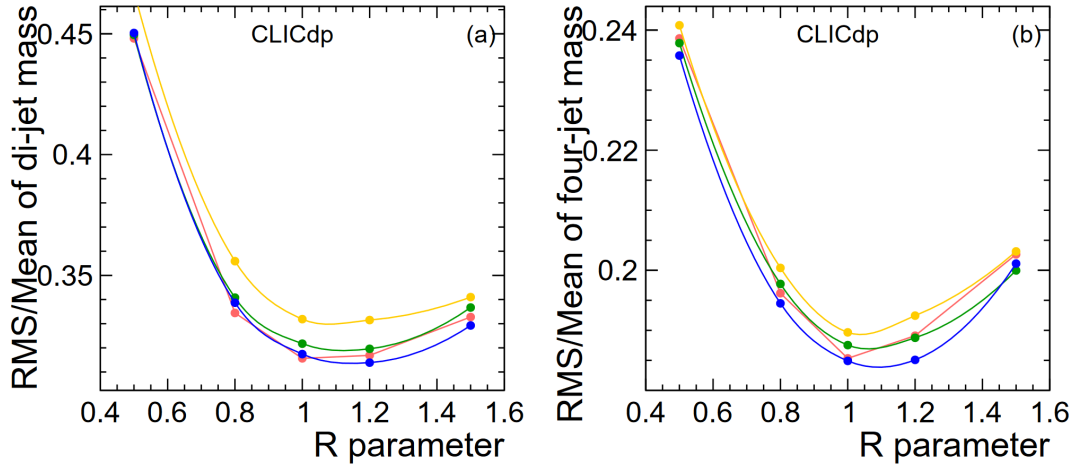 RMS/Mean of di-jet mass
CLICdp
(a)
0.45
0.4
0.35
0.4 0.6 0.8 1 1.2 1.4 1.6
R parameter
RMS/Mean of four-jet mass
CLICdp
(b)
0.24
0.22
0.2
0.4 0.6 0.8 1 1.2 1.4 1.6
R parameter